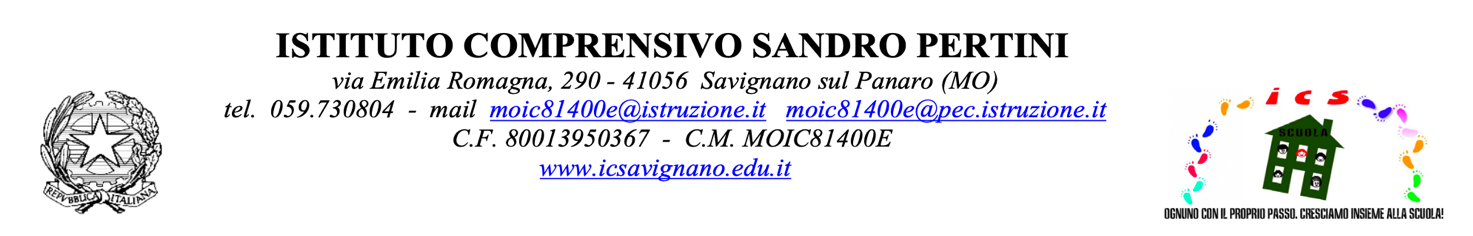 ISTITUTO COMPRENSIVO SANDRO PERTINI
via Emilia Romagna, 290 - 41056 Savignano sul Panaro (MO)
tel. 059.730804 - mail moic81400e@istruzione.it moic81400e@pec.istruzione.it
C.F. 80013950367 - C.M. MOIC81400E
www.icsavignano.edu.it
REPVBBLICA ITALIANA
ics
SCUOLA
OGNUNO CON IL PROPRIO PASSO. CRESCIAMO INSIEME ALLA SCUOLA!